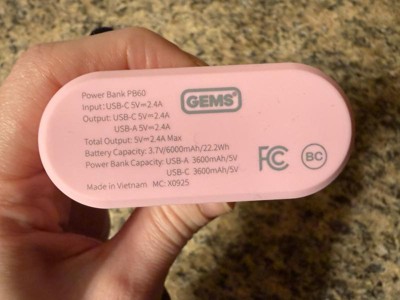 Power Bank PB60
Input: USB-C 5V⎓2.4A
Output: USB-C 5V⎓2.4A
USB-A 5V⎓2.4A
Total Output: 5V⎓2.4A Max
Battery Capacity: 3.7V/6000mAh/22.2Wh
Power Bank Capacity: USB-A 3600mAh/5V
USB-C 3600mAh/5V
Made in Vietnam MC: X0925
GEMS®
FC
BC